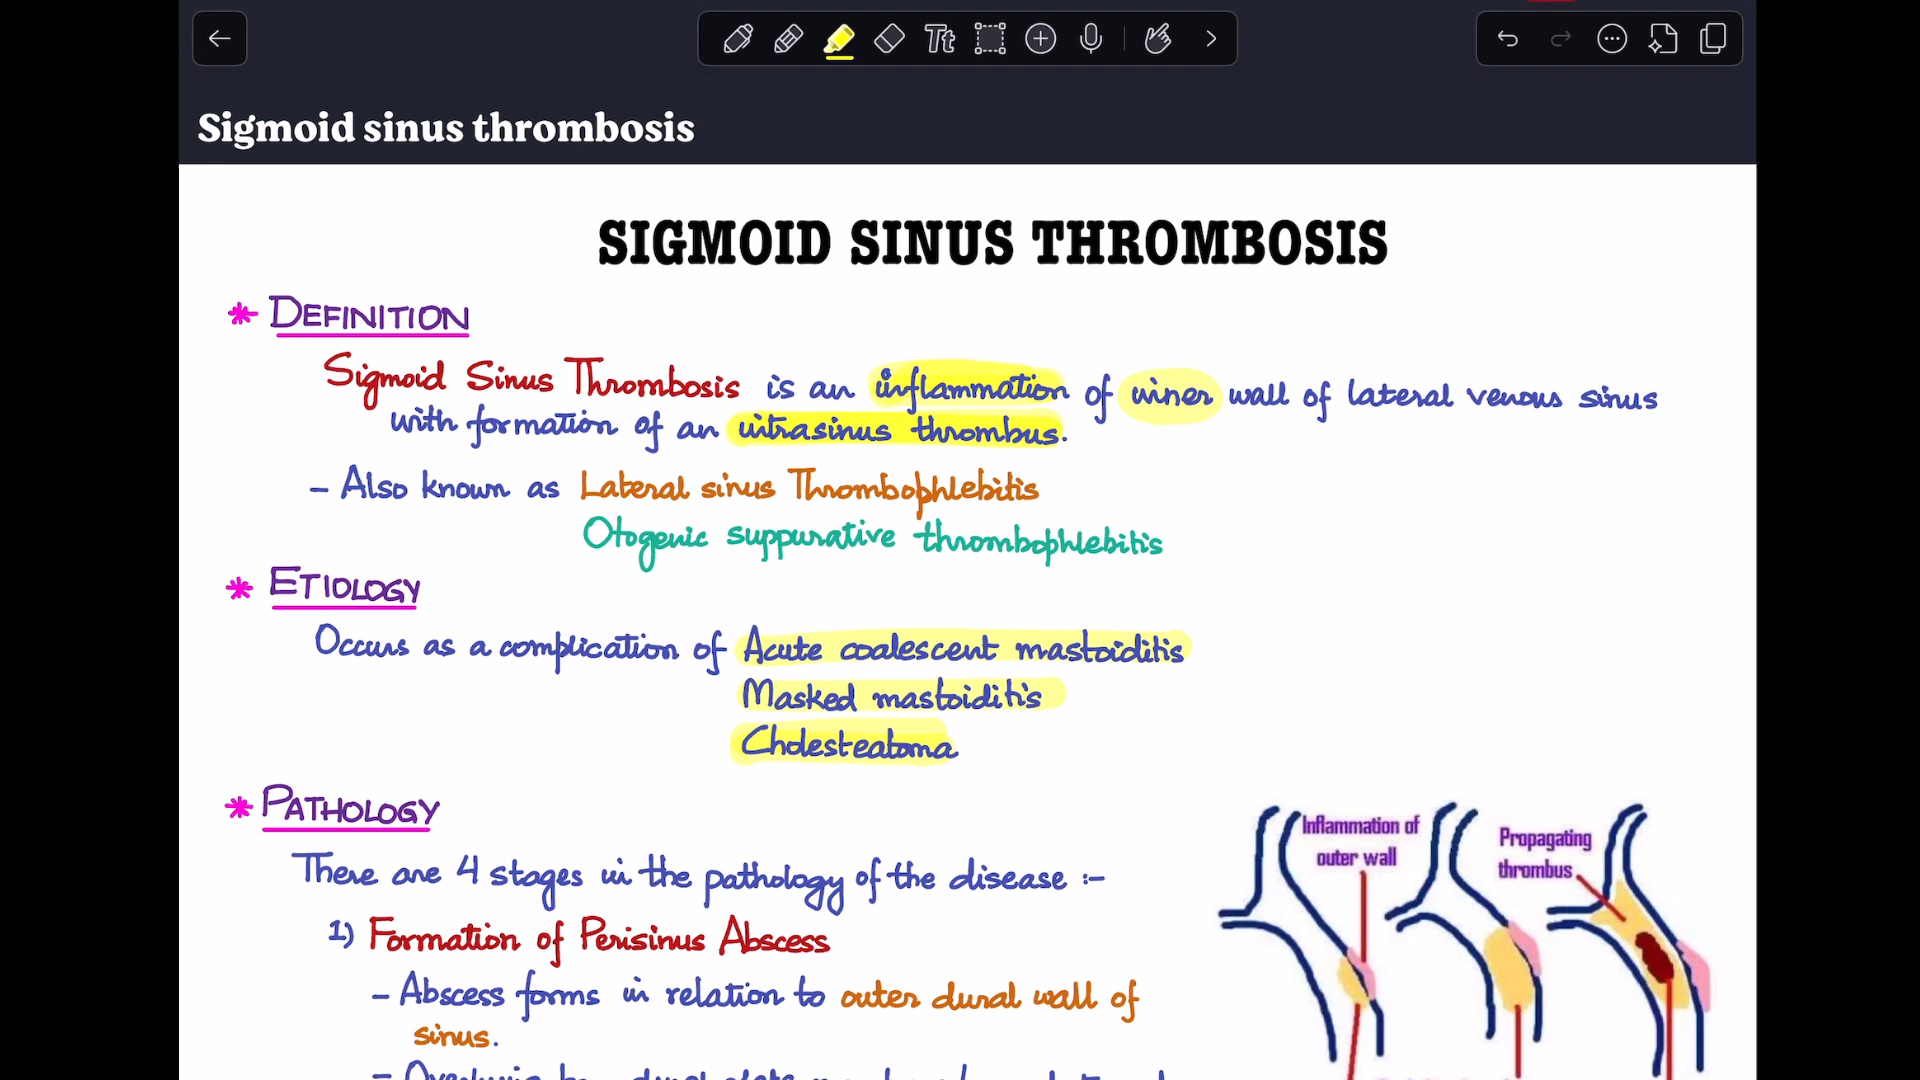 Tt
Sigmoid sinus thrombosis
SIGMOID SINUS THROMBOSIS
* DEFINITION
Sigmoid Sinus Thrombosis is an inflammation of inner wall of lateral venous sinus
with formation of an intrasinus thrombus.
- Also known as Lateral sinus Thrombophlebitis
Otogenic suppurative thrombophlebitis
* ETIOLOGY
Occurs as a complication of Acute coalescent mastoiditis
Masked mastoiditis
Cholesteatoma
* PATHOLOGY
There are 4 stages in the pathology of the disease :-
1) Formation of Perisinus Abscess
- Abscess forms in relation to outer dural wall of
sinus.
Inflammation of
outer wall
Propagating
thrombus